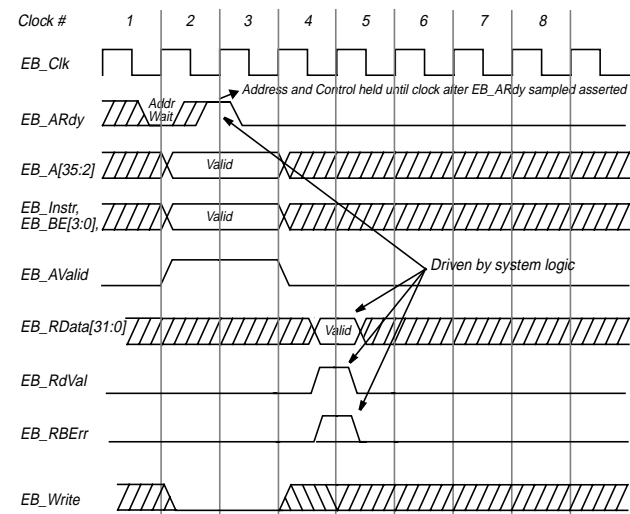 Clock # 1 2 3 4 5 6 7 8
EB_Clk
Address and Control held until clock after EB_ARdy sampled asserted
EB_ARdy
Addr
Wait
EB_A[35:2]
Valid
EB_Instr,
EB_BE[3:0],
Valid
EB_AValid
Driven by system logic
EB_RData[31:0]
Valid
EB_RdVal
EB_RBErr
EB_Write